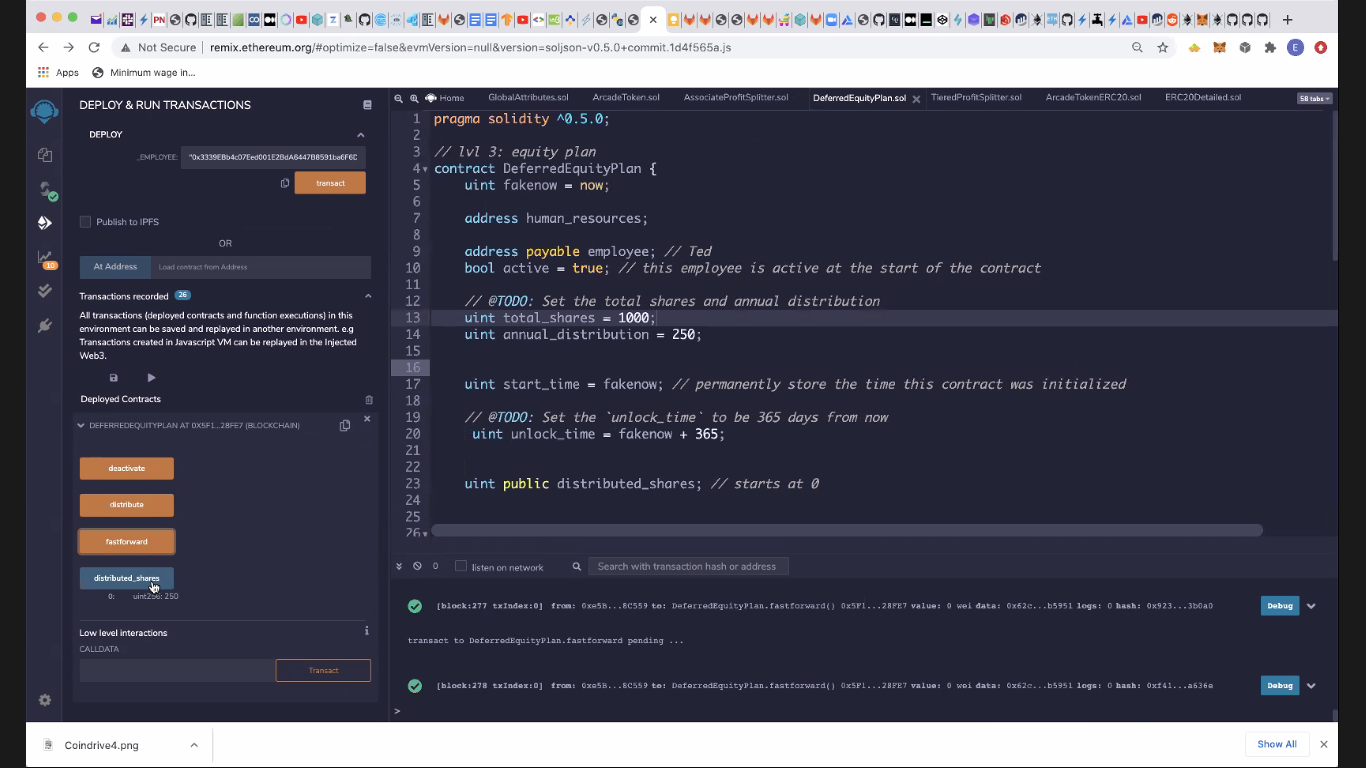 Not Secure
remix.ethereum.org/#optimize=false&evmVersion=null&version=soljson-v0.5.0+commit.1d4f565a.js
E
Apps
Minimum wage in...
DEPLOY & RUN TRANSACTIONS
Home
GlobalAttributes.sol
ArcadeToken.sol
AssociateProfitSplitter.sol
DeferredEquityPlan.sol
TieredProfitSplitter.sol
ArcadeTokenERC20.sol
ERC20Detailed.sol
58 tabs
DEPLOY
_EMPLOYEE:
"0x3339EBb4c07Eed001E2BdA6447B8591ba6F6C
transact
Publish to IPFS
OR
At Address
Load contract from Address
Transactions recorded 26
All transactions (deployed contracts and function executions) in this
environment can be saved and replayed in another environment. e.g
Transactions created in Javascript VM can be replayed in the Injected
Web3.
Deployed Contracts
DEFERREDEQUITYPLAN AT 0X5F1...28FE7 (BLOCKCHAIN)
deactivate
distribute
fastforward
distributed_shares
0: uint256: 250
Low level interactions
CALLDATA
Transact
10
1 pragma solidity ^0.5.0;
2
3 // lvl 3: equity plan
4 contract DeferredEquityPlan {
5 uint fakenow = now;
6
7 address human_resources;
8
9 address payable employee; // Ted
10 bool active = true; // this employee is active at the start of the contract
11
12 // @TODO: Set the total shares and annual distribution
13 uint total_shares = 1000;
14 uint annual_distribution = 250;
15
16
17 uint start_time = fakenow; // permanently store the time this contract was initialized
18
19 // @TODO: Set the `unlock_time` to be 365 days from now
20 uint unlock_time = fakenow + 365;
21
22
23 uint public distributed_shares; // starts at 0
24
25
26
0
listen on network
Search with transaction hash or address
[block:277 txIndex:0] from: 0xe5B...8C559 to: DeferredEquityPlan.fastforward() 0x5F1...28FE7 value: 0 wei data: 0x62c...b5951 logs: 0 hash: 0x923...3b0a0
Debug
transact to DeferredEquityPlan.fastforward pending ...
[block:278 txIndex:0] from: 0xe5B...8C559 to: DeferredEquityPlan.fastforward() 0x5F1...28FE7 value: 0 wei data: 0x62c...b5951 logs: 0 hash: 0xf41...a636e
Debug
>
Coindrive4.png
Show All